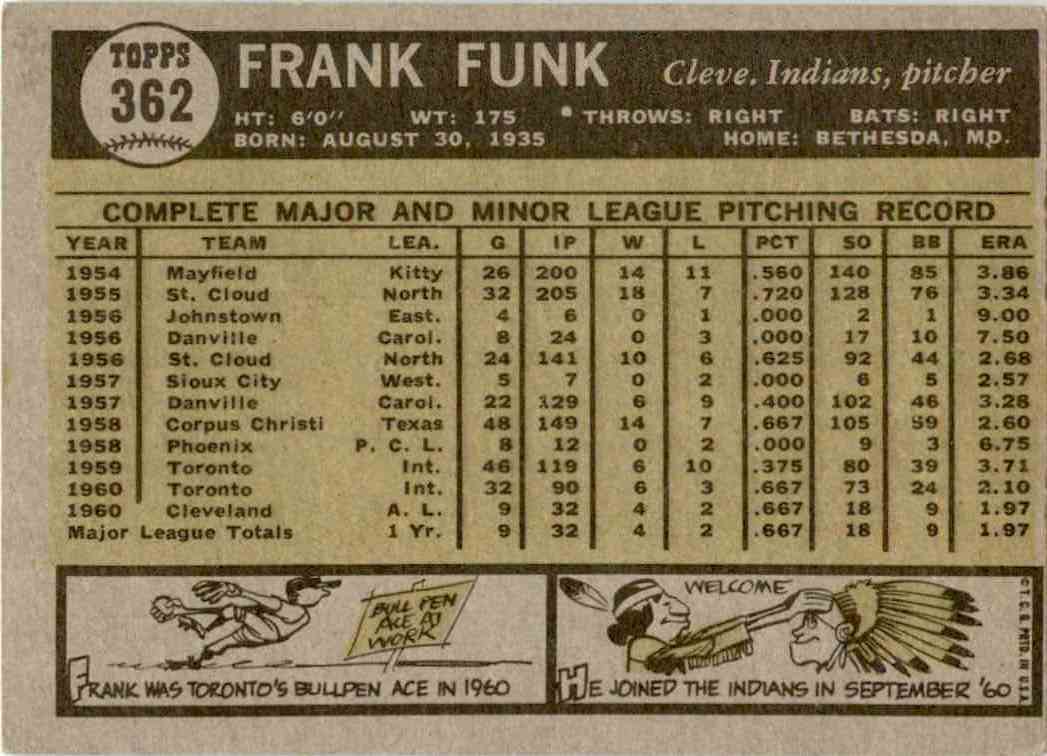 TOPPS
362
FRANK FUNK Cleve. Indians, pitcher
HT: 6'0" WT: 175 • THROWS: RIGHT BATS: RIGHT
BORN: AUGUST 30, 1935 HOME: BETHESDA, MD.
COMPLETE MAJOR AND MINOR LEAGUE PITCHING RECORD
YEAR TEAM LEA. G IP W L PCT SO BB ERA
1954 Mayfield Kitty 26 200 14 11 .560 140 85 3.86
1955 St. Cloud North 32 205 18 7 .720 128 76 3.34
1956 Johnstown East. 4 6 0 1 .000 2 1 9.00
1956 Danville Carol. 8 24 0 3 .000 17 10 7.50
1956 St. Cloud North 24 141 10 6 .625 92 44 2.68
1957 Sioux City West. 5 7 0 2 .000 6 5 2.57
1957 Danville Carol. 22 129 6 9 .400 102 46 3.28
1958 Corpus Christi Texas 48 149 14 7 .667 105 59 2.60
1958 Phoenix P. C. L. 8 12 0 2 .000 9 3 6.75
1959 Toronto Int. 46 119 6 10 .375 80 39 3.71
1960 Toronto Int. 32 90 6 3 .667 73 24 2.10
1960 Cleveland A. L. 9 32 4 2 .667 18 9 1.97
Major League Totals 1 Yr. 9 32 4 2 .667 18 9 1.97
BULL PEN
ACE AT
WORK
FRANK WAS TORONTO'S BULLPEN ACE IN 1960
WELCOME
HE JOINED THE INDIANS IN SEPTEMBER '60
© T. C. G. PRTD. IN U.S.A.